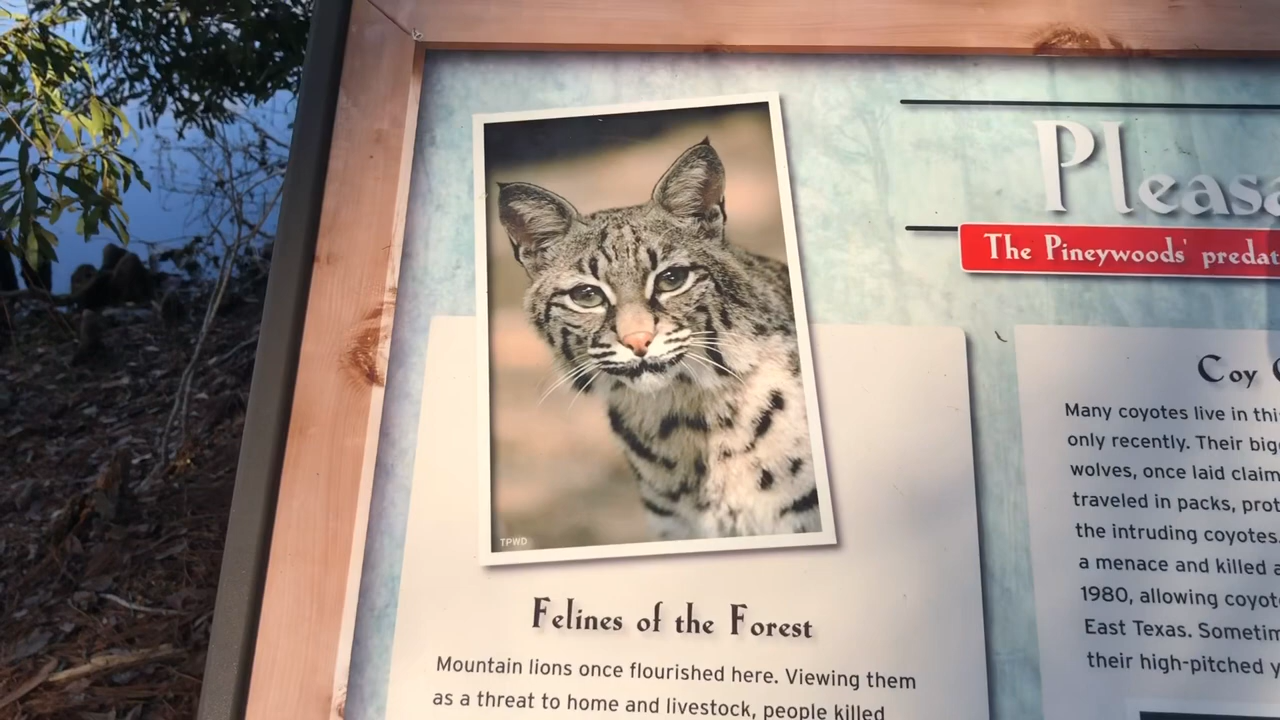 Pleasa
The Pineywoods' predat
TPWD
Felines of the Forest
Mountain lions once flourished here. Viewing them
as a threat to home and livestock, people killed
Coy
Many coyotes live in thi
only recently. Their big
wolves, once laid claim
traveled in packs, prot
the intruding coyotes.
a menace and killed a
1980, allowing coyot
East Texas. Sometim
their high-pitched y